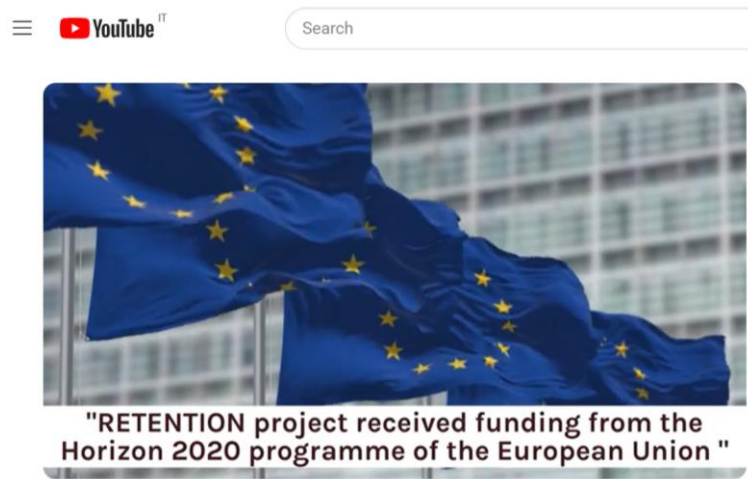 YouTube IT
Search
"RETENTION project received funding from the
Horizon 2020 programme of the European Union "